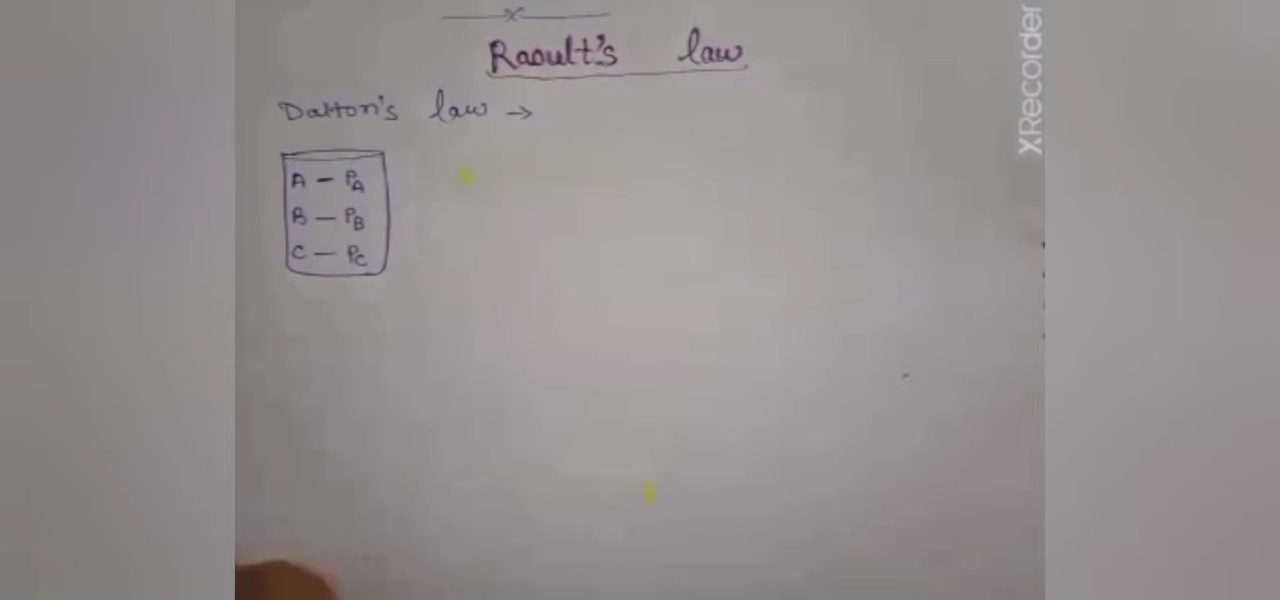 Raoult's law
Dalton's law →
A – PA
B – PB
C – PC
XRecorder